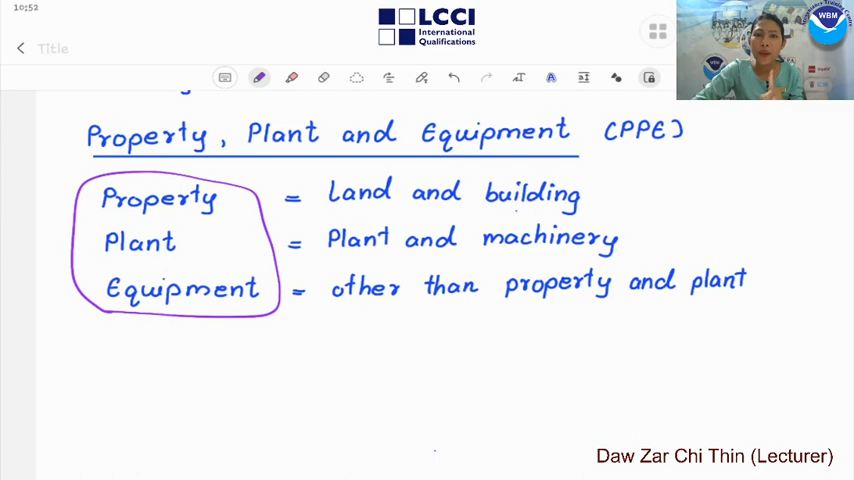 10:52
LCCI
International
Qualifications
Title
WBM
Property, Plant and Equipment (PPE)
Property = Land and building
Plant = Plant and machinery
Equipment = other than property and plant
Daw Zar Chi Thin (Lecturer)